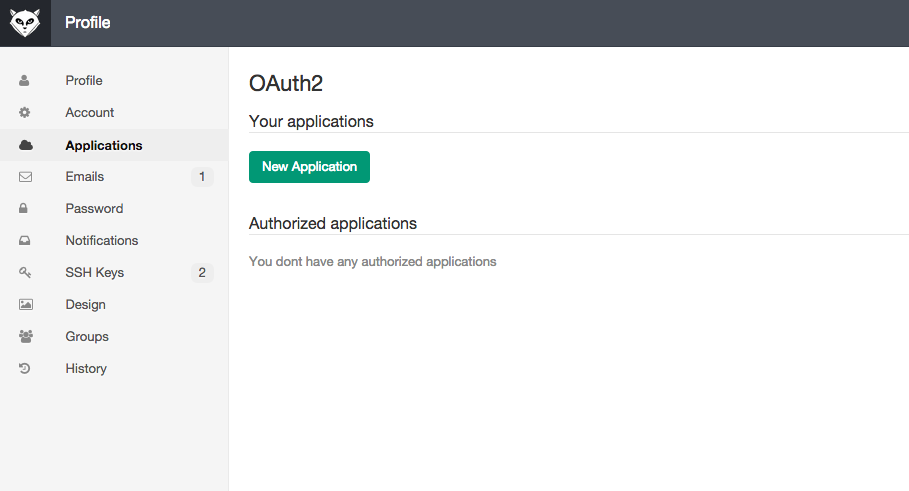 Profile
Profile
Account
Applications
Emails 1
Password
Notifications
SSH Keys 2
Design
Groups
History
OAuth2
Your applications
New Application
Authorized applications
You dont have any authorized applications